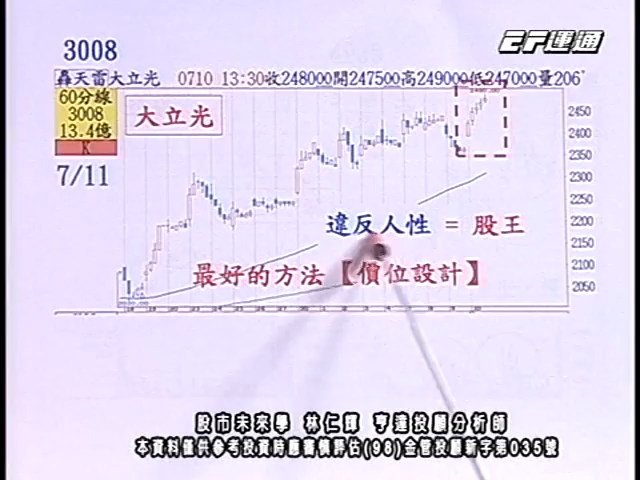 3008
EF運通
轟天雷大立光 0710 13:30收248000開247500高249000低247000量206
60分線
3008
13.4億
K
大立光
7/11
2450
2400
2350
2300
2250
2200
2150
2100
2050
違反人性 = 股王
最好的方法【價位設計】
股市未來學 林仁輝 亨達投顧分析師
本資料僅供參考投資時應審慎評估(98)金管投顧新字第035號